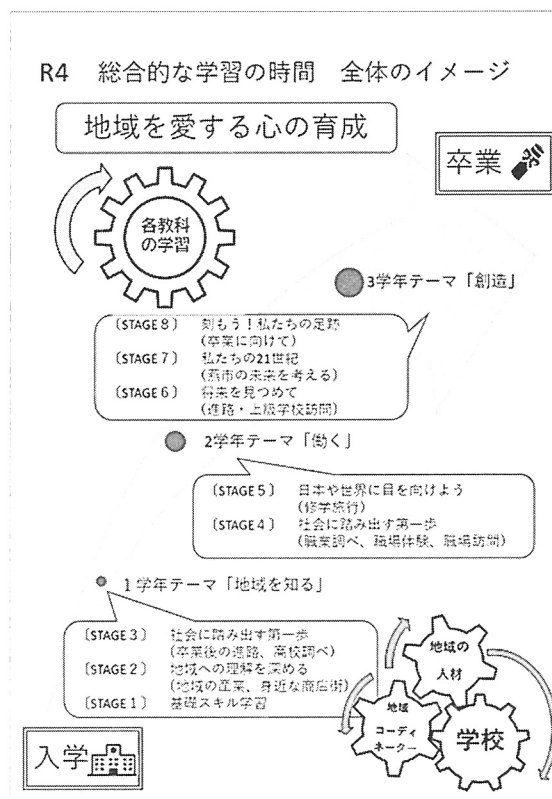 R4　総合的な学習の時間　全体のイメージ
地域を愛する心の育成
卒業
各教科
の学習
3学年テーマ「創造」
〔STAGE 8〕　刻もう！私たちの足跡
(卒業に向けて)
〔STAGE 7〕　私たちの21世紀
(燕市の未来を考える)
〔STAGE 6〕　将来を見つめて
(進路・上級学校訪問)
2学年テーマ「働く」
〔STAGE 5〕　日本や世界に目を向けよう
(修学旅行)
〔STAGE 4〕　社会に踏み出す第一歩
(職業調べ、職場体験、職場訪問)
1学年テーマ「地域を知る」
〔STAGE 3〕　社会に踏み出す第一歩
(卒業後の進路、高校調べ)
〔STAGE 2〕　地域への理解を深める
(地域の産業、身近な商店街)
〔STAGE 1〕　基礎スキル学習
地域の
人材
地域
コーディ
ネーター
学校
入学